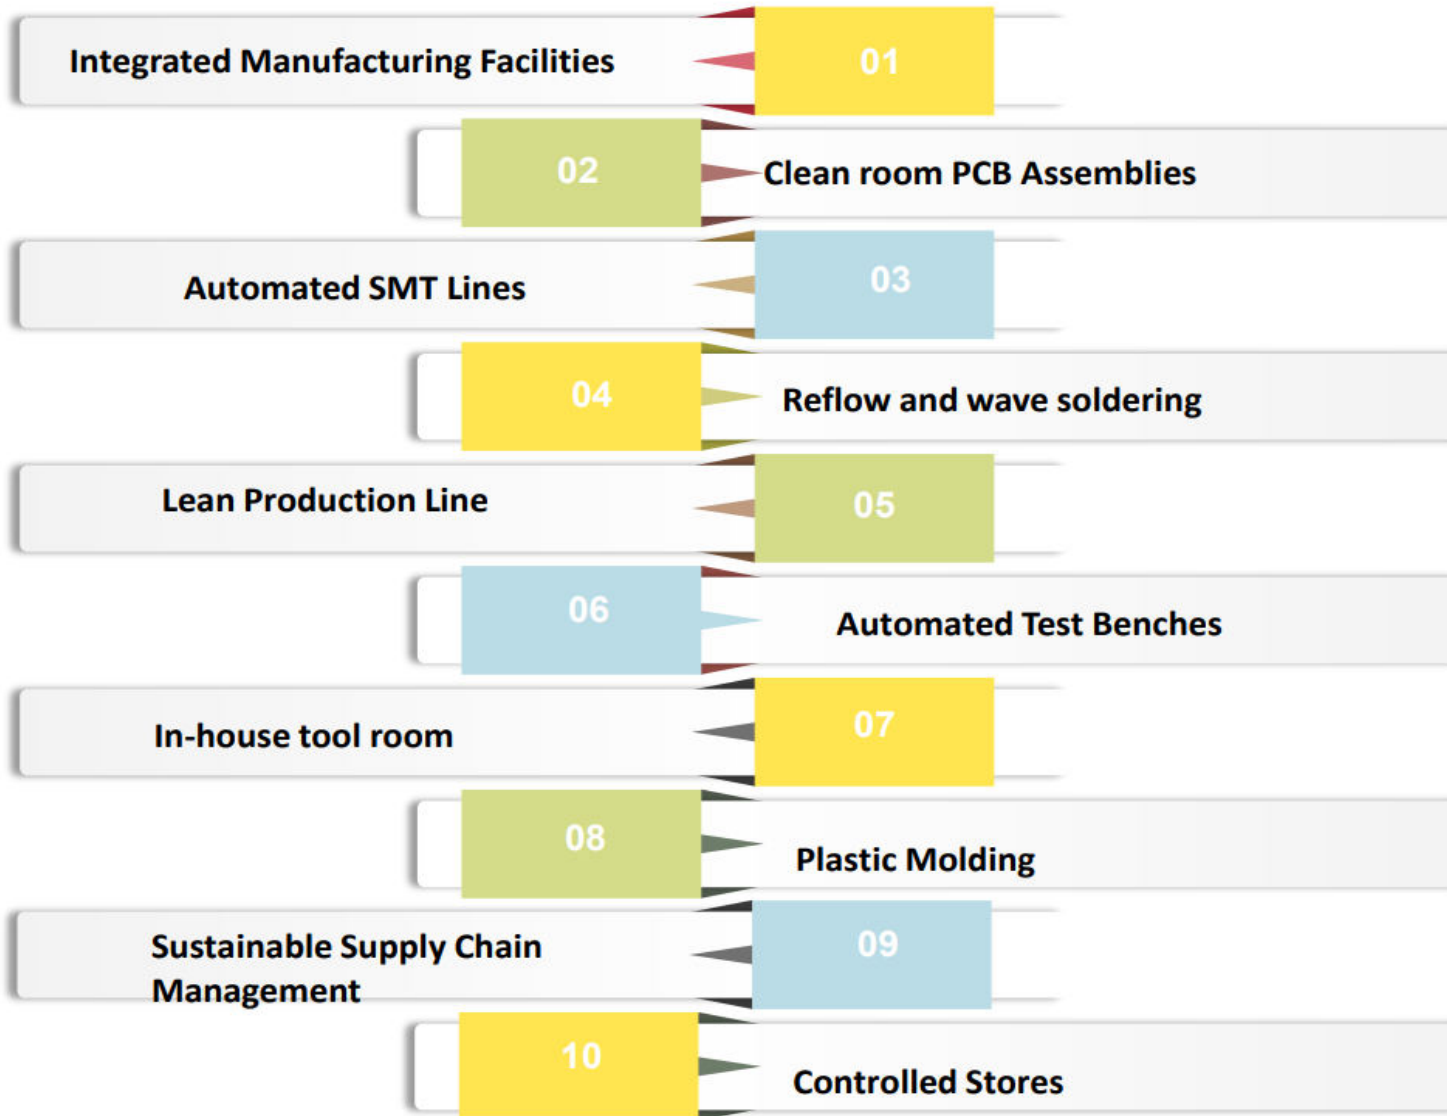 Integrated Manufacturing Facilities
01
02
Clean room PCB Assemblies
Automated SMT Lines
03
04
Reflow and wave soldering
Lean Production Line
05
06
Automated Test Benches
In-house tool room
07
08
Plastic Molding
Sustainable Supply Chain
Management
09
10
Controlled Stores